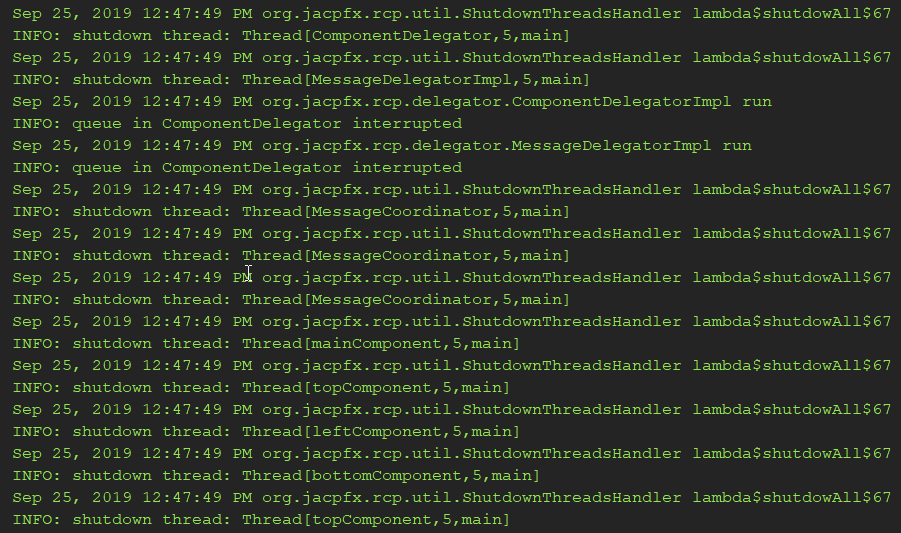 Sep 25, 2019 12:47:49 PM org.jacpfx.rcp.util.ShutdownThreadsHandler lambda$shutdowAll$67
INFO: shutdown thread: Thread[ComponentDelegator,5,main]
Sep 25, 2019 12:47:49 PM org.jacpfx.rcp.util.ShutdownThreadsHandler lambda$shutdowAll$67
INFO: shutdown thread: Thread[MessageDelegatorImpl,5,main]
Sep 25, 2019 12:47:49 PM org.jacpfx.rcp.delegator.ComponentDelegatorImpl run
INFO: queue in ComponentDelegator interrupted
Sep 25, 2019 12:47:49 PM org.jacpfx.rcp.delegator.MessageDelegatorImpl run
INFO: queue in ComponentDelegator interrupted
Sep 25, 2019 12:47:49 PM org.jacpfx.rcp.util.ShutdownThreadsHandler lambda$shutdowAll$67
INFO: shutdown thread: Thread[MessageCoordinator,5,main]
Sep 25, 2019 12:47:49 PM org.jacpfx.rcp.util.ShutdownThreadsHandler lambda$shutdowAll$67
INFO: shutdown thread: Thread[MessageCoordinator,5,main]
Sep 25, 2019 12:47:49 PM org.jacpfx.rcp.util.ShutdownThreadsHandler lambda$shutdowAll$67
INFO: shutdown thread: Thread[MessageCoordinator,5,main]
Sep 25, 2019 12:47:49 PM org.jacpfx.rcp.util.ShutdownThreadsHandler lambda$shutdowAll$67
INFO: shutdown thread: Thread[mainComponent,5,main]
Sep 25, 2019 12:47:49 PM org.jacpfx.rcp.util.ShutdownThreadsHandler lambda$shutdowAll$67
INFO: shutdown thread: Thread[topComponent,5,main]
Sep 25, 2019 12:47:49 PM org.jacpfx.rcp.util.ShutdownThreadsHandler lambda$shutdowAll$67
INFO: shutdown thread: Thread[leftComponent,5,main]
Sep 25, 2019 12:47:49 PM org.jacpfx.rcp.util.ShutdownThreadsHandler lambda$shutdowAll$67
INFO: shutdown thread: Thread[bottomComponent,5,main]
Sep 25, 2019 12:47:49 PM org.jacpfx.rcp.util.ShutdownThreadsHandler lambda$shutdowAll$67
INFO: shutdown thread: Thread[topComponent,5,main]